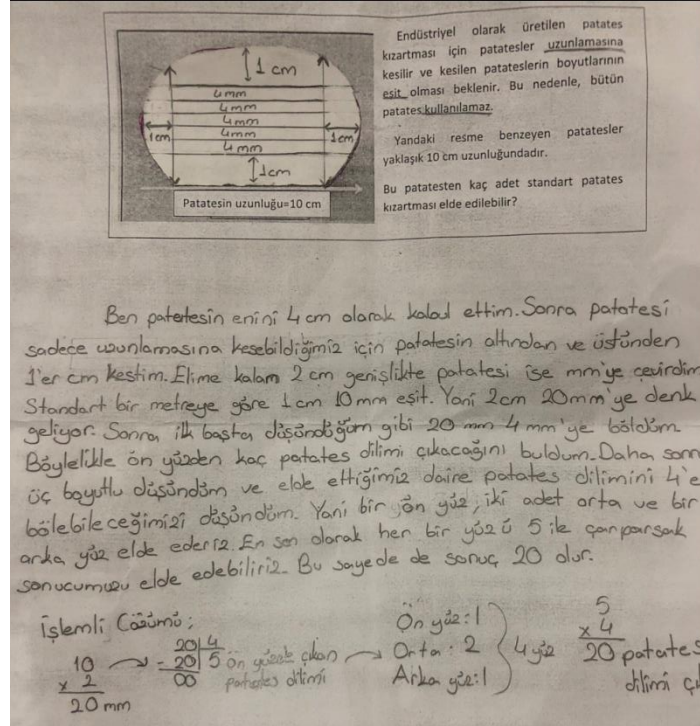 Endüstriyel olarak üretilen patates
kızartması için patatesler uzunlamasına
kesilir ve kesilen patateslerin boyutlarının
eşit olması beklenir. Bu nedenle, bütün
patates kullanılamaz.
Yandaki resme benzeyen patatesler
yaklaşık 10 cm uzunluğundadır.
Bu patatesten kaç adet standart patates
kızartması elde edilebilir?
1 cm
4mm
4mm
4mm
4mm
4mm
1cm
1cm
1cm
Patatesin uzunluğu=10 cm
Ben patatesin enini 4 cm olarak kabul ettim. Sonra patatesi
sadece uzunlamasına kesebildiğimiz için patatesin altından ve üstünden
1'er cm kestim. Elime kalam 2 cm genişlikte patatesi ise mm'ye çevirdim
Standart bir metreye göre 1 cm 10 mm eşit. Yani 2cm 20mm'ye denk
geliyor. Sonra ilk başta düşündüğüm gibi 20 mm 4 mm'ye böldüm.
Böylelikle ön yüzden kaç patates dilimi çıkacağını buldum. Daha sonra
üç boyutlu düşündüm ve elde ettiğimiz daire patates dilimini 4'e
bölebileceğimizi düşündüm. Yani bir ön yüz, iki adet orta ve bir
arka yüz elde ederiz. En son olarak her bir yüzü 5 ile çarparsak
sonucumuzu elde edebiliriz. Bu sayede de sonuç 20 olur.
İşlemli Çözümü;
10
x 2
20 mm
20 4
- 20 5
00
Ön yüzde çıkan
patates dilimi
Ön yüz: 1
Orta: 2
Arka yüz: 1
4 yüz
5
x 4
20 patates
dilimi